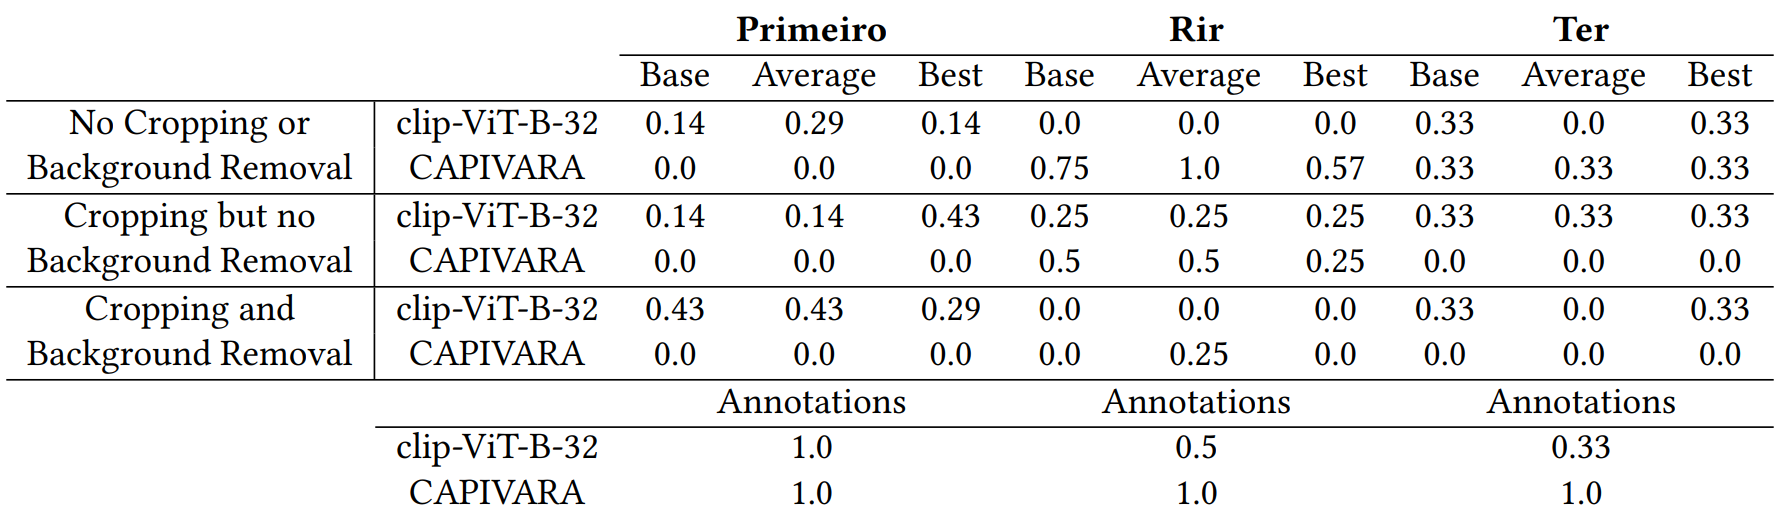 Primeiro Rir Ter
Base Average Best Base Average Best Base Average Best
No Cropping or clip-ViT-B-32 0.14 0.29 0.14 0.0 0.0 0.0 0.33 0.0 0.33
Background Removal CAPIVARA 0.0 0.0 0.0 0.75 1.0 0.57 0.33 0.33 0.33
Cropping but no clip-ViT-B-32 0.14 0.14 0.43 0.25 0.25 0.25 0.33 0.33 0.33
Background Removal CAPIVARA 0.0 0.0 0.0 0.5 0.5 0.25 0.0 0.0 0.0
Cropping and clip-ViT-B-32 0.43 0.43 0.29 0.0 0.0 0.0 0.33 0.0 0.33
Background Removal CAPIVARA 0.0 0.0 0.0 0.0 0.25 0.0 0.0 0.0 0.0
Annotations Annotations Annotations
clip-ViT-B-32 1.0 0.5 0.33
CAPIVARA 1.0 1.0 1.0